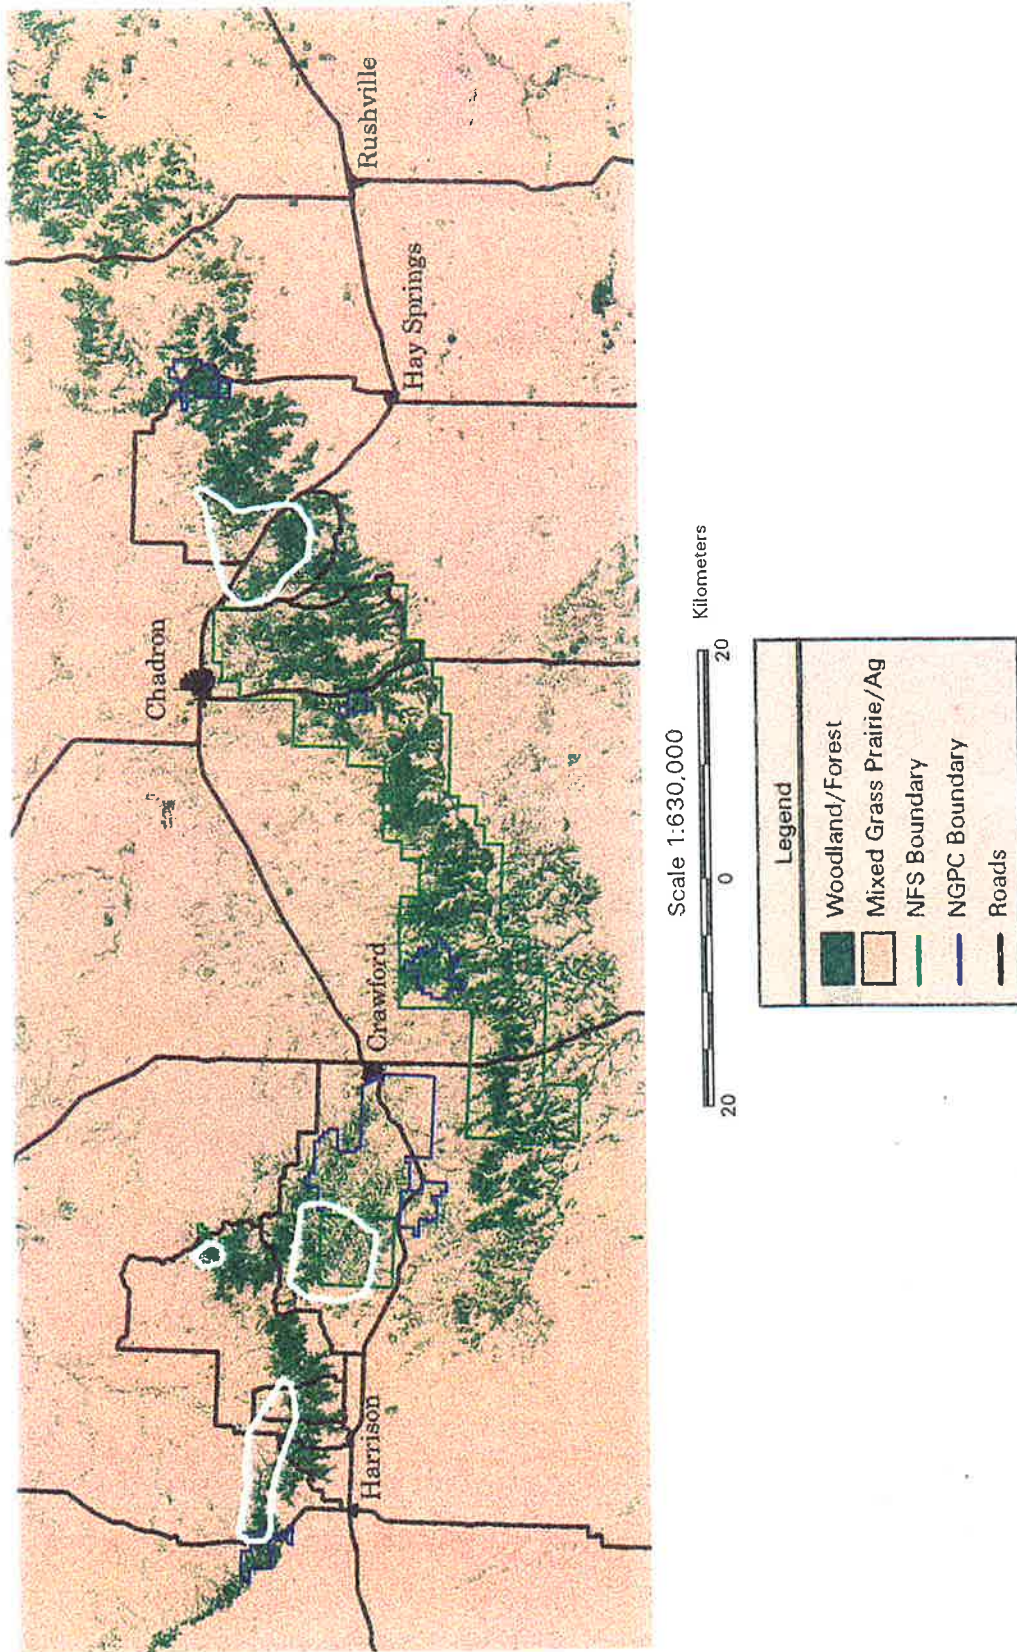 Rushville
Hay Springs
Chadron
Crawford
Harrison
Scale 1:630,000
20 0 20 Kilometers
Legend
Woodland/Forest
Mixed Grass Prairie/Ag
NFS Boundary
NGPC Boundary
Roads